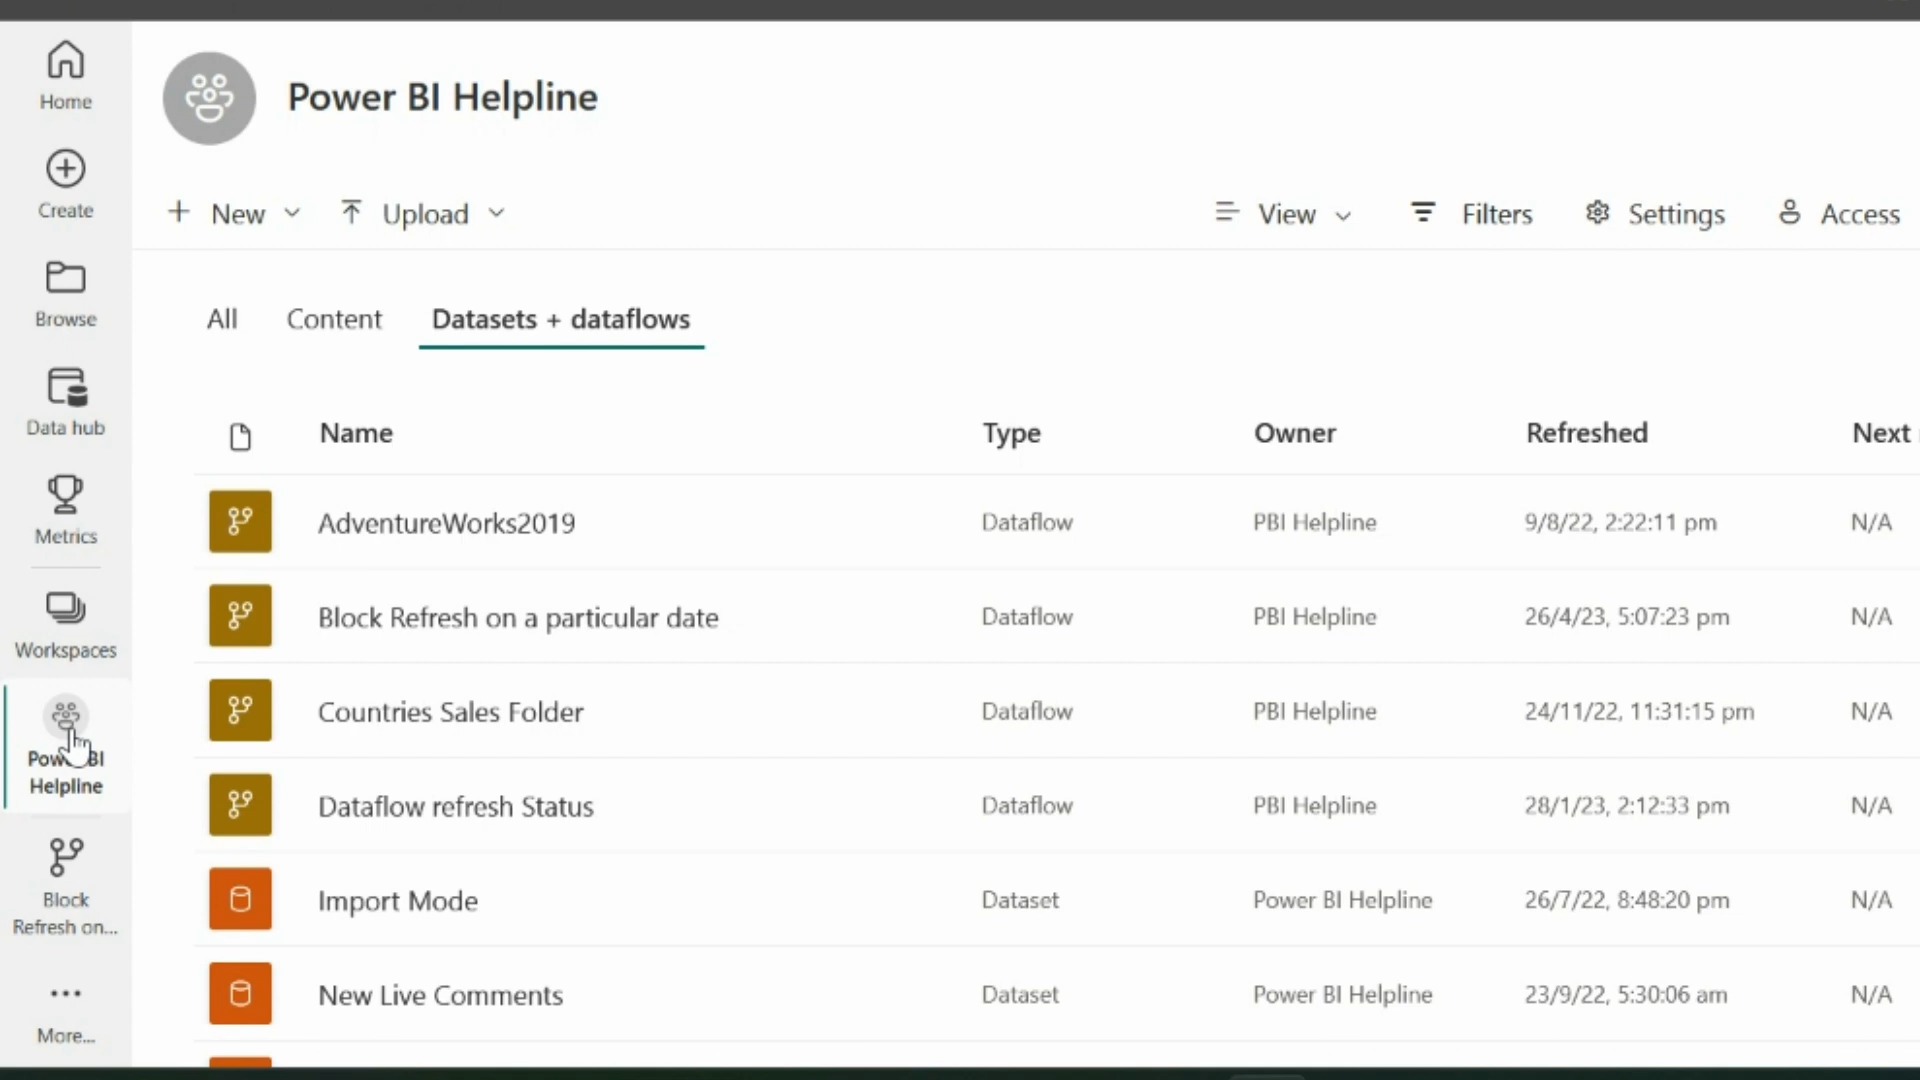 Home
Create
Browse
Data hub
Metrics
Workspaces
Power BI
Helpline
Block
Refresh on...
More...
Power BI Helpline
New
Upload
View
Filters
Settings
Access
All Content Datasets + dataflows
Name Type Owner Refreshed Next
AdventureWorks2019 Dataflow PBI Helpline 9/8/22, 2:22:11 pm N/A
Block Refresh on a particular date Dataflow PBI Helpline 26/4/23, 5:07:23 pm N/A
Countries Sales Folder Dataflow PBI Helpline 24/11/22, 11:31:15 pm N/A
Dataflow refresh Status Dataflow PBI Helpline 28/1/23, 2:12:33 pm N/A
Import Mode Dataset Power BI Helpline 26/7/22, 8:48:20 pm N/A
New Live Comments Dataset Power BI Helpline 23/9/22, 5:30:06 am N/A